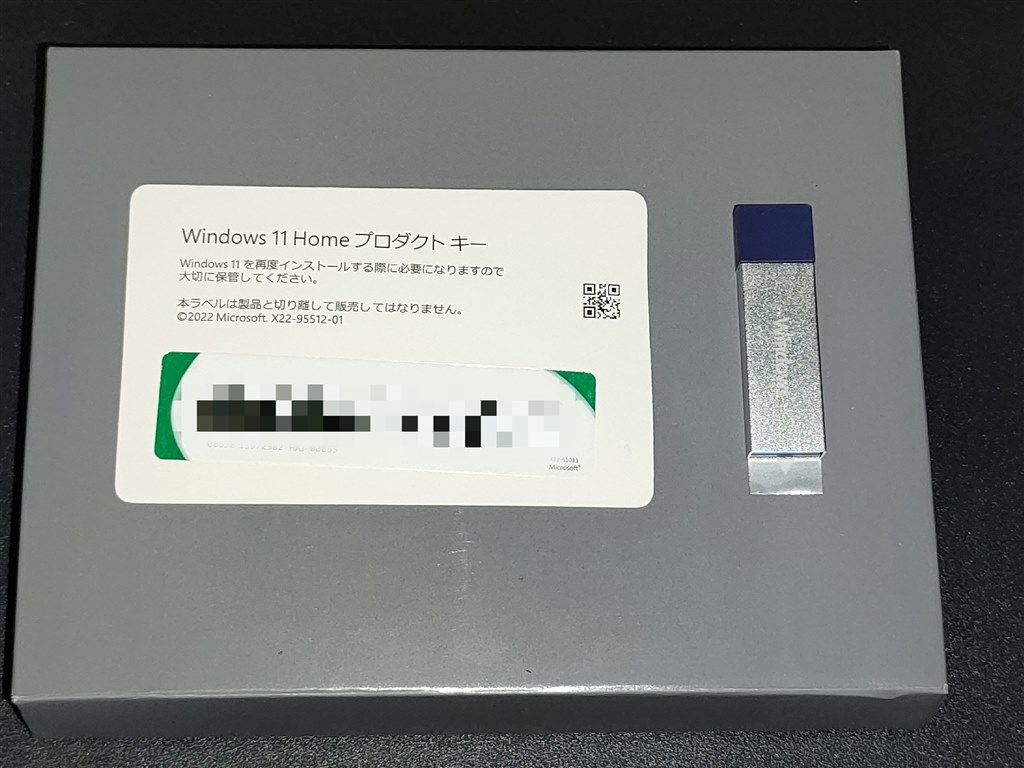 Windows 11 Home プロダクト キー
Windows 11 を再度インストールする際に必要になりますので
大切に保管してください。
本ラベルは製品と切り離して販売してはなりません。
©2022 Microsoft. X22-95512-01
Microsoft®
Windows